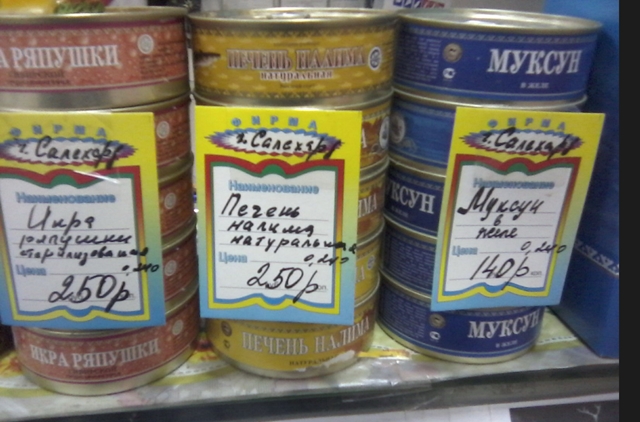 А РЯПУШКИ
ПЕЧЕНЬ НАЛИМА
натуральная
МУКСУН
В ЖЕЛЕ
ФИРМА
г. Салехард
Наименование
Икра
ряпушки
Цена
0,240
250р
ИКРА РЯПУШКИ
ФИРМА
г. Салехард
Наименование
Печень
налима
натуральная
Цена
0,240
250р
ПЕЧЕНЬ НАЛИМА
ФИРМА
г. Салехард
Наименование
Муксун
в
желе
Цена
0,240
140р
КСУН
МУКСУН
В ЖЕЛЕ